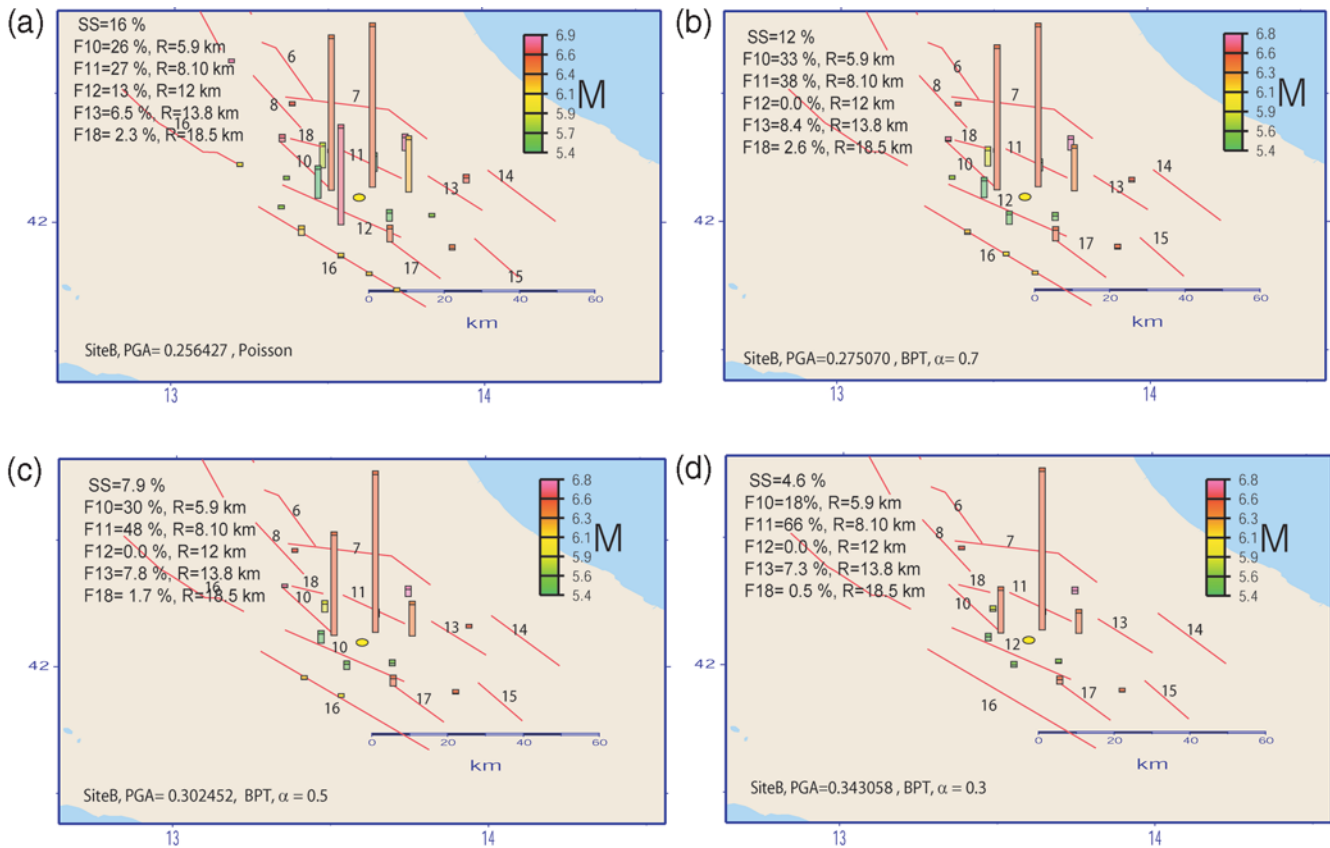 (a)
SS=16 %
F10=26 %, R=5.9 km
F11=27 %, R=8.10 km
F12=13 %, R=12 km
F13=6.5 %, R=13.8 km
F18= 2.3 %, R=18.5 km
6.9
6.6
6.4
6.1
5.9
5.7
5.4
M
6
7
8
16
18
10
11
13
14
12
17
16
15
42
0 20 40 60
km
SiteB, PGA= 0.256427 , Poisson
13 14
(b)
SS=12 %
F10=33 %, R=5.9 km
F11=38 %, R=8.10 km
F12=0.0 %, R=12 km
F13=8.4 %, R=13.8 km
F18= 2.6 %, R=18.5 km
6.8
6.6
6.3
6.1
5.9
5.6
5.4
M
6
7
8
16
18
10
11
13
14
12
17
16
15
42
0 20 40 60
km
SiteB, PGA=0.275070 , BPT, α = 0.7
13 14
(c)
SS=7.9 %
F10=30 %, R=5.9 km
F11=48 %, R=8.10 km
F12=0.0 %, R=12 km
F13=7.8 %, R=13.8 km
F18= 1.7 %, R=18.5 km
6.8
6.6
6.3
6.1
5.9
5.6
5.4
M
6
7
8
16
18
10
11
13
14
10
17
16
15
42
0 20 40 60
km
SiteB, PGA=0.302452, BPT, α = 0.5
13 14
(d)
SS=4.6 %
F10=18%, R=5.9 km
F11=66 %, R=8.10 km
F12=0.0 %, R=12 km
F13=7.3 %, R=13.8 km
F18= 0.5 %, R=18.5 km
6.8
6.6
6.3
6.1
5.9
5.6
5.4
M
6
7
8
16
18
10
11
13
14
12
17
16
15
42
0 20 40 60
km
SiteB, PGA=0.343058 , BPT, α = 0.3
13 14